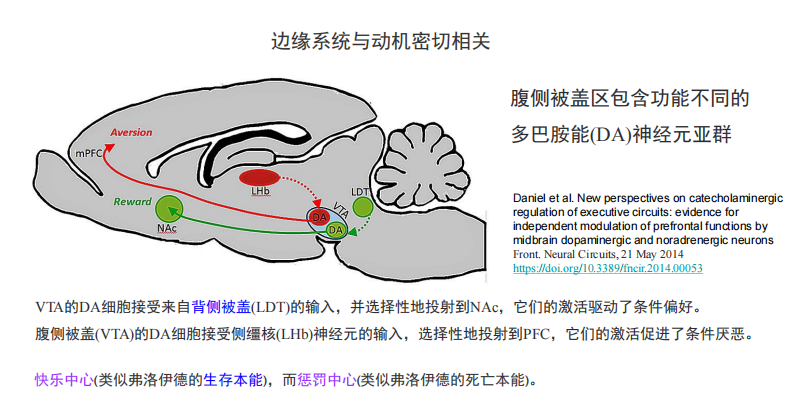 边缘系统与动机密切相关
腹侧被盖区包含功能不同的
多巴胺能(DA)神经元亚群
Aversion
mPFC
LHb
LDT
Reward
NAc
DA
VTA
DA
Daniel et al. New perspectives on catecholaminergic
regulation of executive circuits: evidence for
independent modulation of prefrontal functions by
midbrain dopaminergic and noradrenergic neurons
Front. Neural Circuits, 21 May 2014
https://doi.org/10.3389/fncir.2014.00053
VTA的DA细胞接受来自背侧被盖(LDT)的输入，并选择性地投射到NAc，它们的激活驱动了条件偏好。
腹侧被盖(VTA)的DA细胞接受侧缰核(LHb)神经元的输入，选择性地投射到PFC，它们的激活促进了条件厌恶。
快乐中心(类似弗洛伊德的生存本能)，而惩罚中心(类似弗洛伊德的死亡本能)。